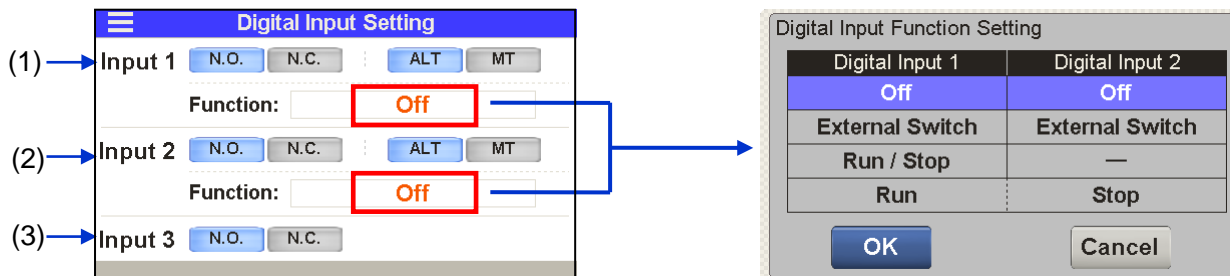 Digital Input Setting
(1) Input 1 N.O. N.C. ALT MT
Function: Off
(2) Input 2 N.O. N.C. ALT MT
Function: Off
(3) Input 3 N.O. N.C.
Digital Input Function Setting
Digital Input 1 Digital Input 2
Off Off
External Switch External Switch
Run / Stop —
Run Stop
OK Cancel